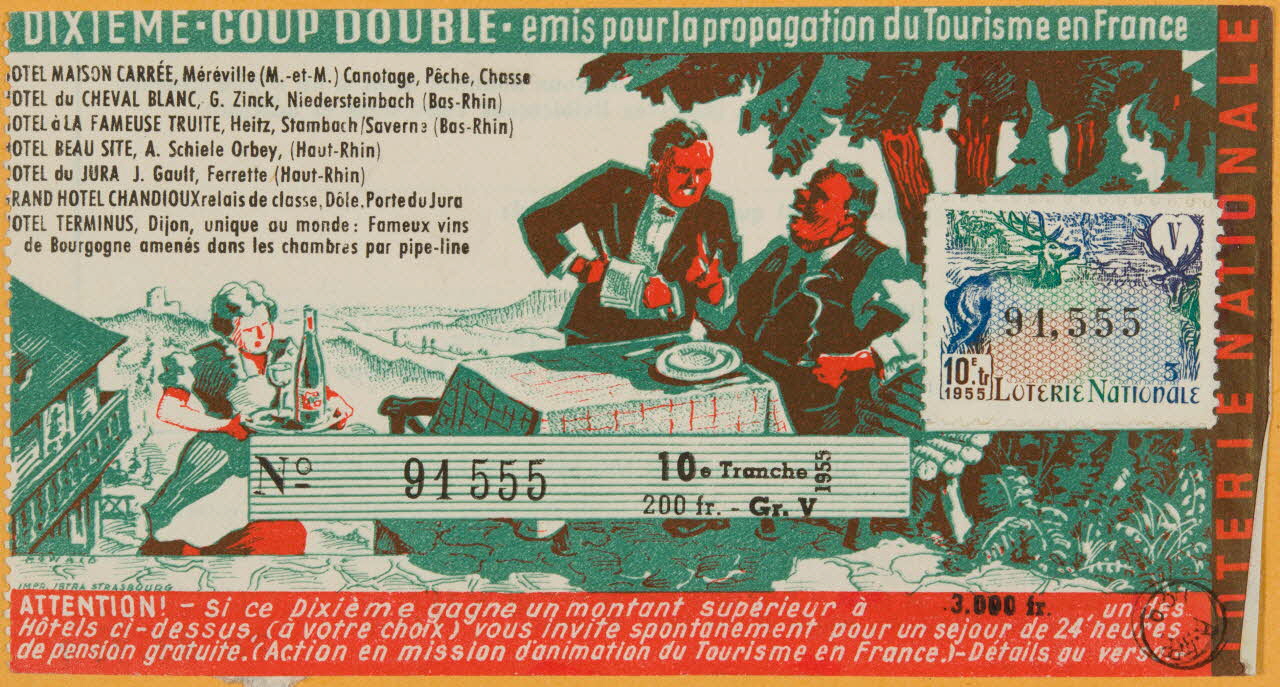 DIXIÈME · COUP DOUBLE · émis pour la propagation du Tourisme en France
OTEL MAISON CARRÉE, Méréville (M.-et-M.) Canotage, Pêche, Chasse
OTEL du CHEVAL BLANC, G. Zinck, Niedersteinbach (Bas-Rhin)
OTEL à LA FAMEUSE TRUITE, Heitz, Stambach/Saverne (Bas-Rhin)
OTEL BEAU SITE, A. Schiele Orbey, (Haut-Rhin)
OTEL du JURA J. Gault, Ferrette (Haut-Rhin)
GRAND HOTEL CHANDIOUX relais de classe, Dôle. Porte du Jura
OTEL TERMINUS, Dijon, unique au monde: Fameux vins
de Bourgogne amenés dans les chambres par pipe-line
V
91,555
10E tr
1955
3
LOTERIE NATIONALE
LOTERIE NATIONALE
No 91555 10e Tranche 1955
200 fr. - Gr. V
IMPR. ISTRA STRASBOURG
ATTENTION! - Si ce Dixième gagne un montant supérieur à 3.000 fr. un des
Hôtels ci-dessus, (à votre choix) vous invite spontanément pour un séjour de 24 heures
de pension gratuite. (Action en mission d'animation du Tourisme en France.)-Détails au verso